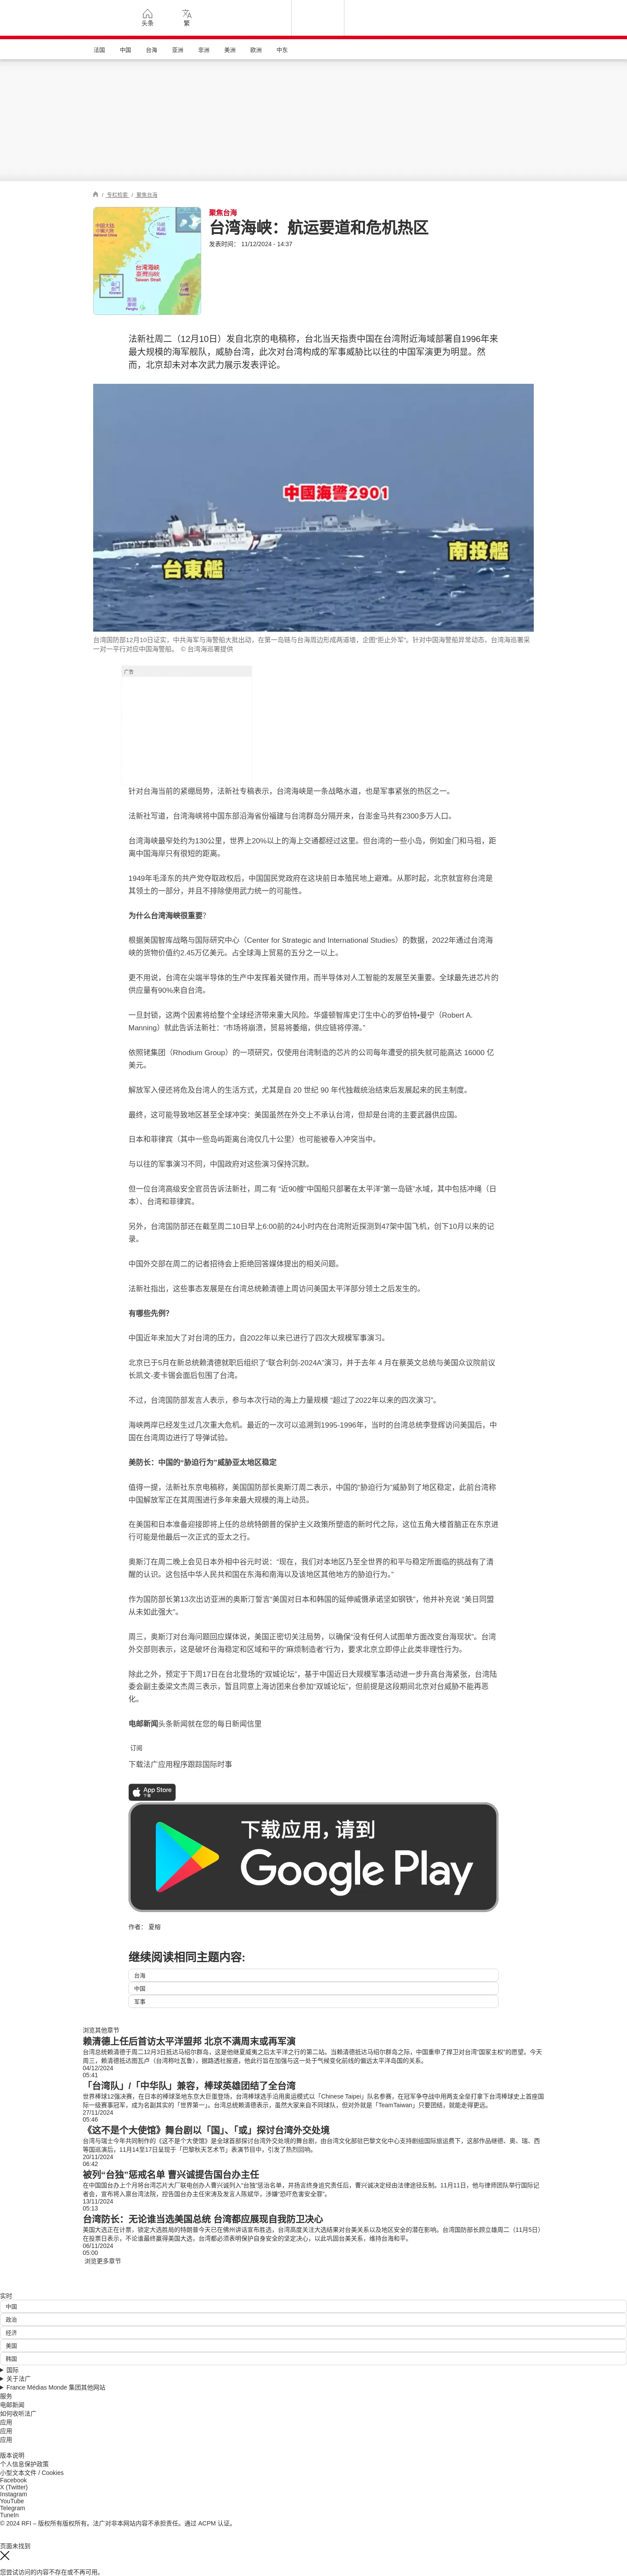 头条
繁
法国 中国 台海 亚洲 非洲 美洲 欧洲 中东
/ 专栏检索 / 聚焦台海
聚焦台海
台湾海峡：航运要道和危机热区
发表时间： 11/12/2024 - 14:37
台湾海峡
Taiwan Strait
法新社周二（12月10日）发自北京的电稿称，台北当天指责中国在台湾附近海域部署自1996年来
最大规模的海军舰队，威胁台湾，此次对台湾构成的军事威胁比以往的中国军演更为明显。然
而，北京却未对本次武力展示发表评论。
中國海警2901
台東艦
南投艦
台湾国防部12月10日证实，中共海军与海警船大批出动，在第一岛链与台海周边形成两道墙，企图“拒止外军”。针对中国海警船异常动态，台湾海巡署采
一对一平行对应中国海警船。 © 台湾海巡署提供
广告
针对台海当前的紧绷局势，法新社专稿表示，台湾海峡是一条战略水道，也是军事紧张的热区之一。
法新社写道，台湾海峡将中国东部沿海省份福建与台湾群岛分隔开来，台澎金马共有2300多万人口。
台湾海峡最窄处约为130公里，世界上20%以上的海上交通都经过这里。但台湾的一些小岛，例如金门和马祖，距
离中国海岸只有很短的距离。
1949年毛泽东的共产党夺取政权后，中国国民党政府在这块前日本殖民地上避难。从那时起，北京就宣称台湾是
其领土的一部分，并且不排除使用武力统一的可能性。
为什么台湾海峡很重要?
根据美国智库战略与国际研究中心（Center for Strategic and International Studies）的数据，2022年通过台湾海
峡的货物价值约2.45万亿美元。占全球海上贸易的五分之一以上。
更不用说，台湾在尖端半导体的生产中发挥着关键作用，而半导体对人工智能的发展至关重要。全球最先进芯片的
供应量有90%来自台湾。
一旦封锁，这两个因素将给整个全球经济带来重大风险。华盛顿智库史汀生中心的罗伯特•曼宁（Robert A.
Manning）就此告诉法新社：“市场将崩溃，贸易将萎缩，供应链将停滞。”
依照铑集团（Rhodium Group）的一项研究，仅使用台湾制造的芯片的公司每年遭受的损失就可能高达 16000 亿
美元。
解放军入侵还将危及台湾人的生活方式，尤其是自 20 世纪 90 年代独裁统治结束后发展起来的民主制度。
最终，这可能导致地区甚至全球冲突：美国虽然在外交上不承认台湾，但却是台湾的主要武器供应国。
日本和菲律宾（其中一些岛屿距离台湾仅几十公里）也可能被卷入冲突当中。
与以往的军事演习不同，中国政府对这些演习保持沉默。
但一位台湾高级安全官员告诉法新社，周二有 “近90艘”中国船只部署在太平洋“第一岛链”水域，其中包括冲绳（日
本）、台湾和菲律宾。
另外，台湾国防部还在截至周二10日早上6:00前的24小时内在台湾附近探测到47架中国飞机，创下10月以来的记
录。
中国外交部在周二的记者招待会上拒绝回答媒体提出的相关问题。
法新社指出，这些事态发展是在台湾总统赖清德上周访问美国太平洋部分领土之后发生的。
有哪些先例?
中国近年来加大了对台湾的压力，自2022年以来已进行了四次大规模军事演习。
北京已于5月在新总统赖清德就职后组织了“联合利剑-2024A”演习，并于去年 4 月在蔡英文总统与美国众议院前议
长凯文-麦卡锡会面后包围了台湾。
不过，台湾国防部发言人表示，参与本次行动的海上力量规模 “超过了2022年以来的四次演习”。
海峡两岸已经发生过几次重大危机。最近的一次可以追溯到1995-1996年，当时的台湾总统李登辉访问美国后，中
国在台湾周边进行了导弹试验。
美防长：中国的“胁迫行为”威胁亚太地区稳定
值得一提，法新社东京电稿称，美国国防部长奥斯汀周二表示，中国的“胁迫行为”威胁到了地区稳定，此前台湾称
中国解放军正在其周围进行多年来最大规模的海上动员。
在美国和日本准备迎接即将上任的总统特朗普的保护主义政策所塑造的新时代之际，这位五角大楼首脑正在东京进
行可能是他最后一次正式的亚太之行。
奥斯汀在周二晚上会见日本外相中谷元时说：“现在，我们对本地区乃至全世界的和平与稳定所面临的挑战有了清
醒的认识。这包括中华人民共和国在东海和南海以及该地区其他地方的胁迫行为。”
作为国防部长第13次出访亚洲的奥斯汀誓言“美国对日本和韩国的延伸威慑承诺坚如钢铁”，他并补充说 “美日同盟
从未如此强大”。
周三，奥斯汀对台海问题回应媒体说，美国正密切关注局势，以确保“没有任何人试图单方面改变台海现状”。台湾
外交部则表示，这是破坏台海稳定和区域和平的“麻烦制造者”行为，要求北京立即停止此类非理性行为。
除此之外，预定于下周17日在台北登场的“双城论坛”，基于中国近日大规模军事活动进一步升高台海紧张，台湾陆
委会副主委梁文杰周三表示，暂且同意上海访团来台参加“双城论坛”，但前提是这段期间北京对台威胁不能再恶
化。
电邮新闻头条新闻就在您的每日新闻信里
订阅
下载法广应用程序跟踪国际时事
App Store
下载
下载应用，请到
Google Play
作者： 夏榕
继续阅读相同主题内容:
台海
中国
军事
浏览其他章节
赖清德上任后首访太平洋盟邦 北京不满周末或再军演
台湾总统赖清德于周二12月3日抵达马绍尔群岛，这是他继夏威夷之后太平洋之行的第二站。当赖清德抵达马绍尔群岛之际，中国重申了捍卫对台湾“国家主权”的愿望。今天
周三，赖清德抵达图瓦卢（台湾称吐瓦鲁），据路透社报道，他此行旨在加强与这一处于气候变化前线的偏远太平洋岛国的关系。
04/12/2024
05:41
「台湾队」/「中华队」兼容，棒球英雄团结了全台湾
世界棒球12强决赛，在日本的棒球圣地东京大巨蛋登场，台湾棒球选手沿用奥运模式以「Chinese Taipei」队名参赛，在冠军争夺战中用两支全垒打拿下台湾棒球史上首座国
际一级赛事冠军，成为名副其实的「世界第一」。台湾总统赖清德表示，虽然大家来自不同球队，但对外就是「TeamTaiwan」只要团结，就能走得更远。
27/11/2024
05:46
《这不是个大使馆》舞台剧以「国」、「或」探讨台湾外交处境
台湾与瑞士今年共同制作的《这不是个大使馆》是全球首部探讨台湾外交处境的舞台剧，由台湾文化部驻巴黎文化中心支持剧组国际旅运费下，这部作品继德、奥、瑞、西
等国巡演后，11月14至17日呈现于「巴黎秋天艺术节」表演节目中，引发了热烈回响。
20/11/2024
06:42
被列“台独”惩戒名单 曹兴诚提告国台办主任
在中国国台办上个月将台湾芯片大厂联电创办人曹兴诚列入“台独”惩治名单，并扬言终身追究责任后，曹兴诚决定经由法律途径反制。11月11日，他与律师团队举行国际记
者会，宣布将入禀台湾法院，控告国台办主任宋涛及发言人陈斌华，涉嫌“恐吓危害安全罪”。
13/11/2024
05:13
台湾防长：无论谁当选美国总统 台湾都应展现自我防卫决心
美国大选正在计票，锁定大选胜局的特朗普今天已在佛州讲话宣布胜选，台湾高度关注大选结果对台美关系以及地区安全的潜在影响。台湾国防部长顾立雄周二（11月5日）
在投票日表示，不论谁最终赢得美国大选，台湾都必须表明保护自身安全的坚定决心，以此巩固台美关系，维持台海和平。
06/11/2024
05:00
浏览更多章节
实时
中国
政治
经济
美国
韩国
国际
关于法广
France Médias Monde 集团其他网站
服务
电邮新闻
如何收听法广
应用
应用
应用
版本说明
个人信息保护政策
小型文本文件 / Cookies
Facebook
X (Twitter)
Instagram
YouTube
Telegram
TuneIn
© 2024 RFI – 版权所有版权所有。法广对非本网站内容不承担责任。通过 ACPM 认证。
页面未找到
您尝试访问的内容不存在或不再可用。